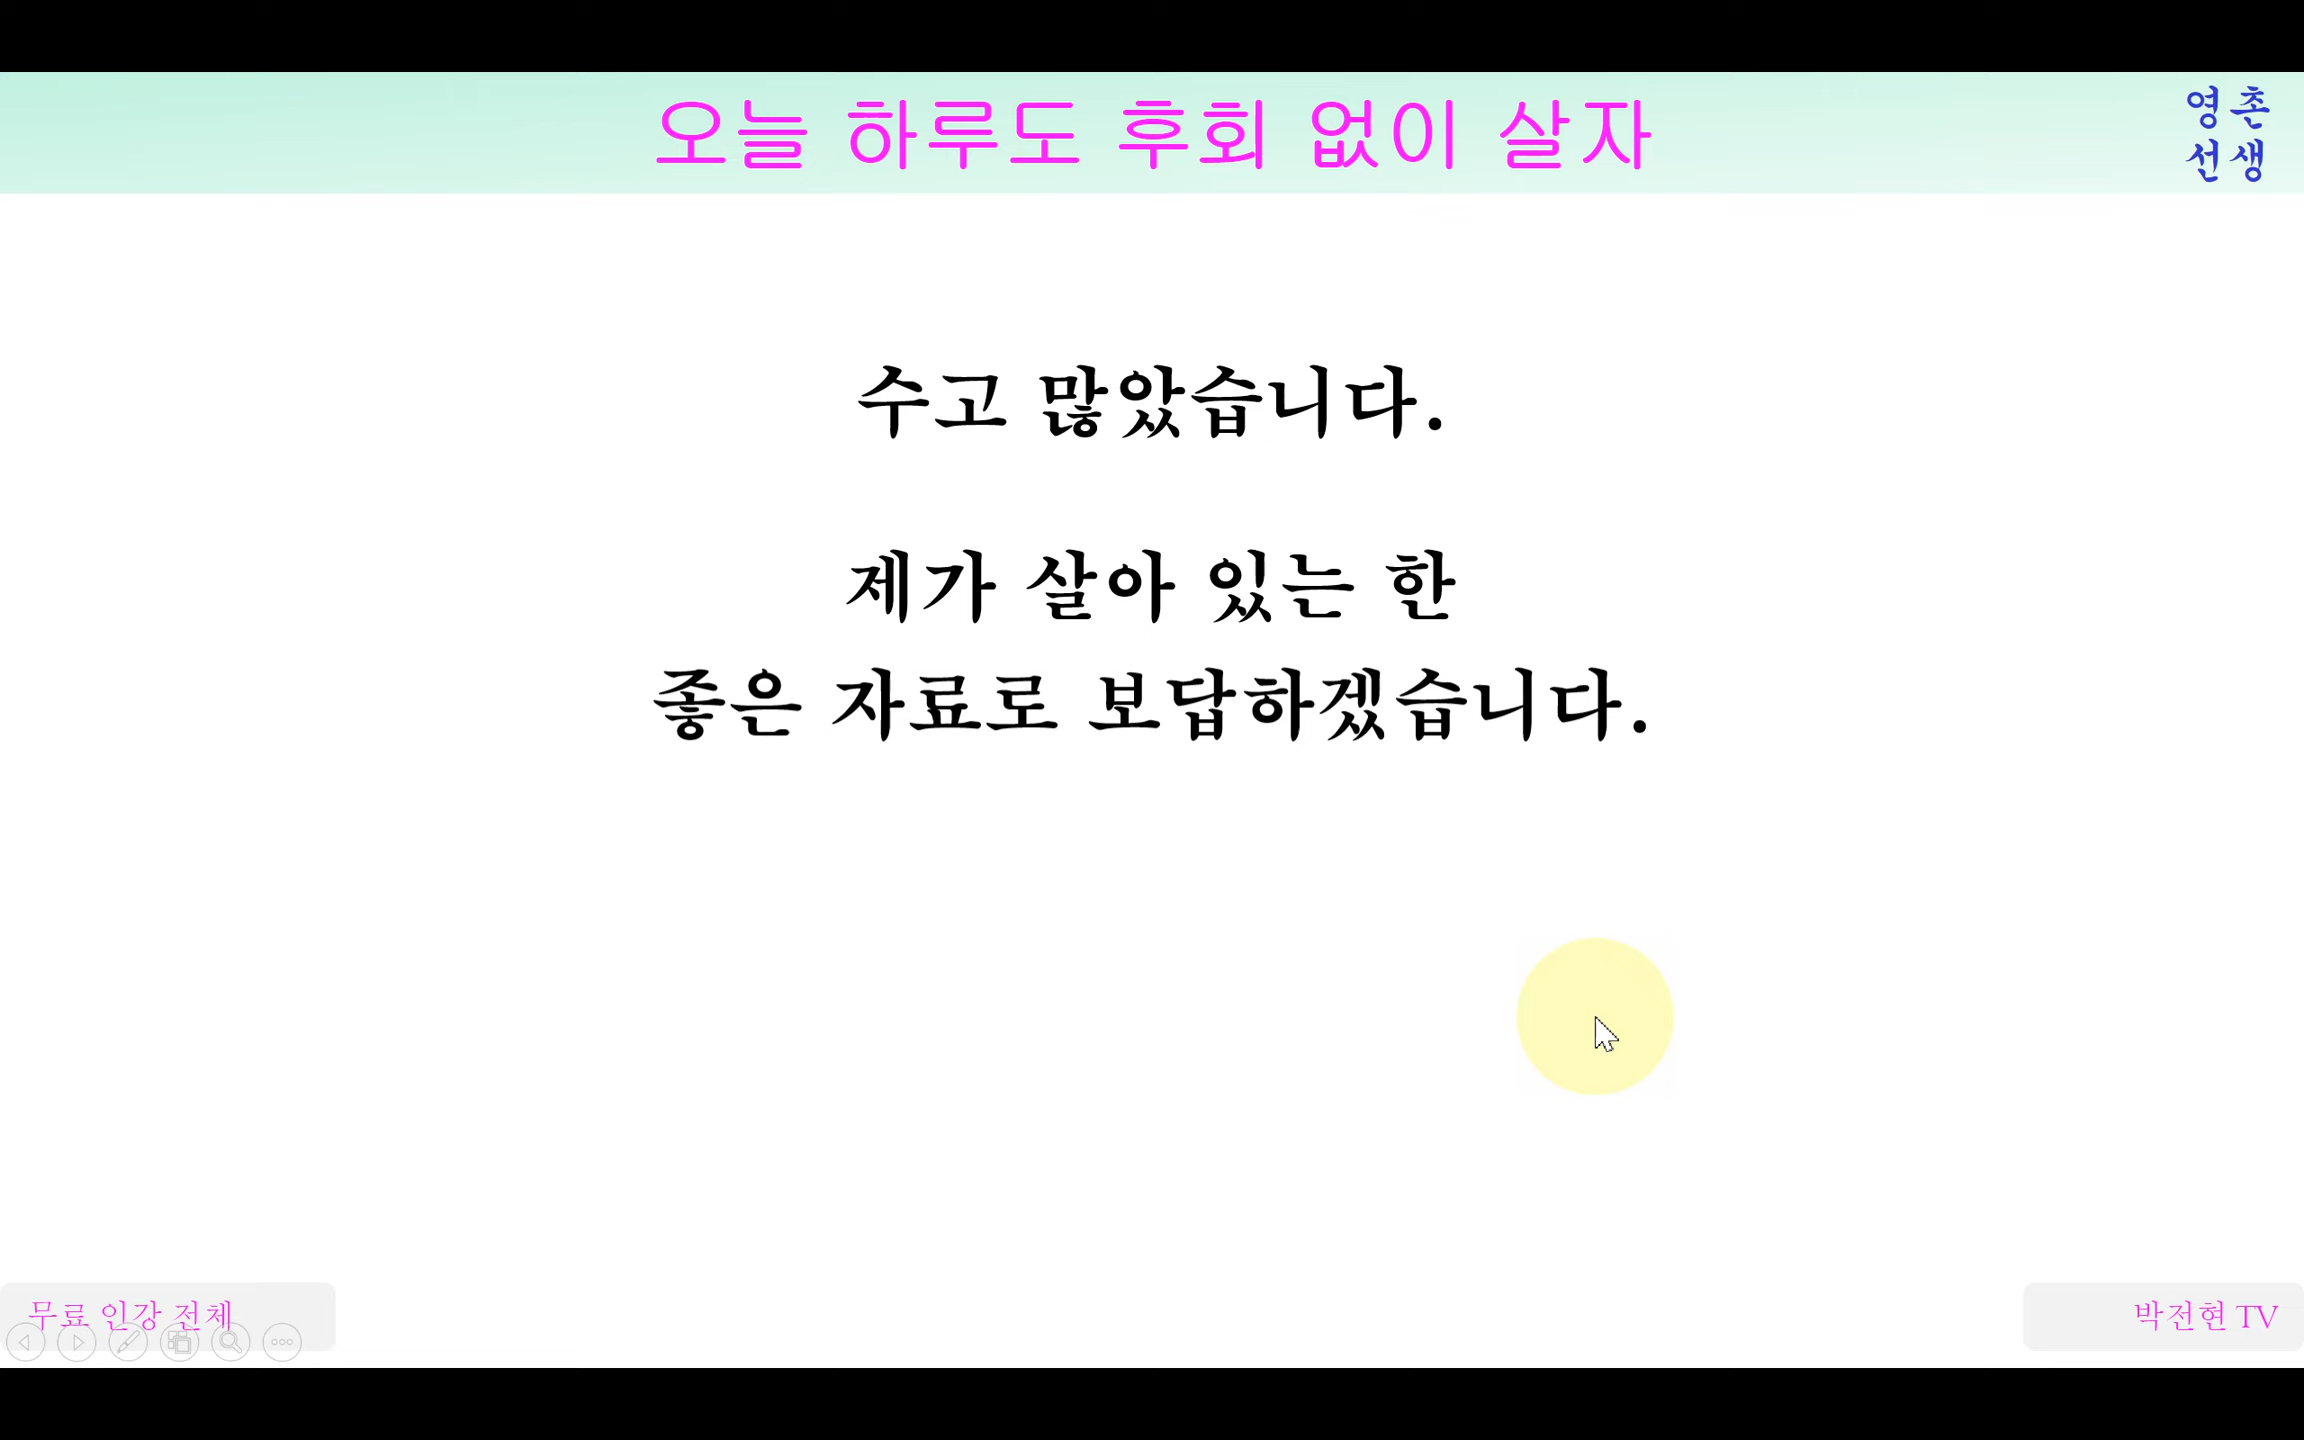 오늘 하루도 후회 없이 살자
영촌
선생
수고 많았습니다.
제가 살아 있는 한
좋은 자료로 보답하겠습니다.
무료 인강 전체
박전현 TV